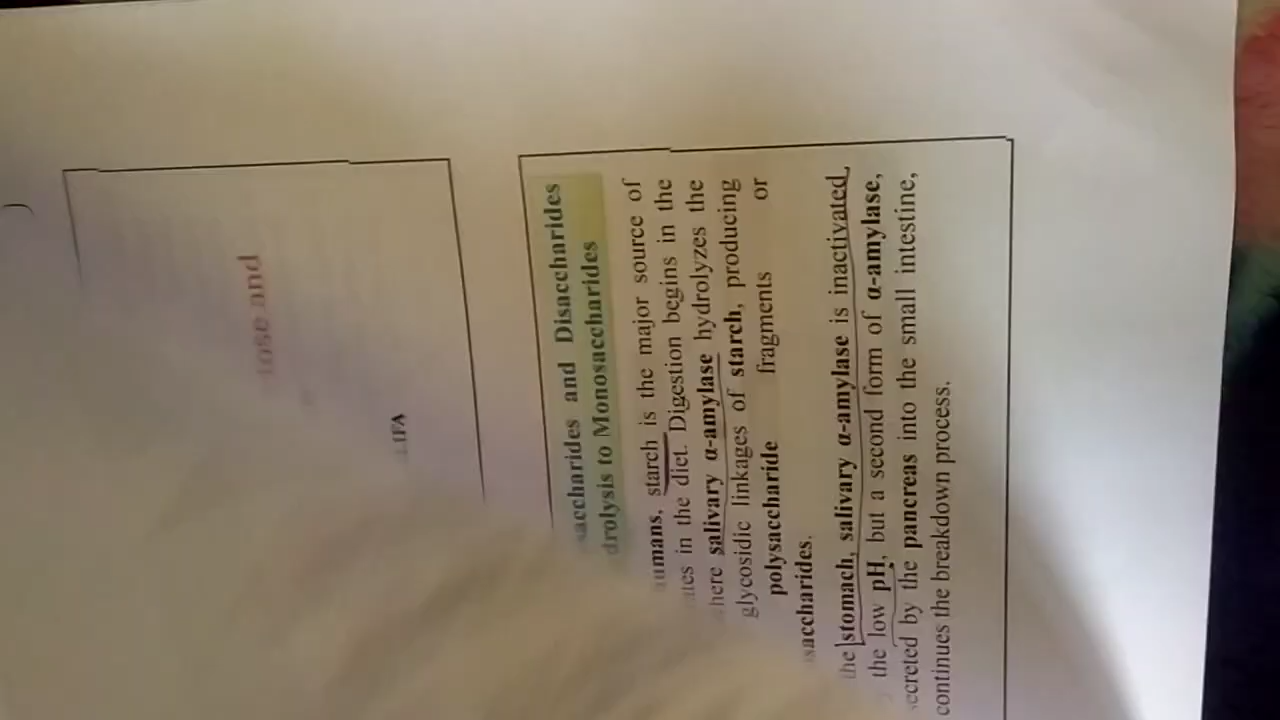 tose and
saccharides and Disaccharides
drolysis to Monosaccharides
umans, starch is the major source of
in the diet. Digestion begins in the
here salivary α-amylase hydrolyzes the
glycosidic linkages of starch, producing
polysaccharide fragments or
saccharides.
the stomach, salivary α-amylase is inactivated
the low pH, but a second form of α-amylase,
secreted by the pancreas into the small intestine,
continues the breakdown process.